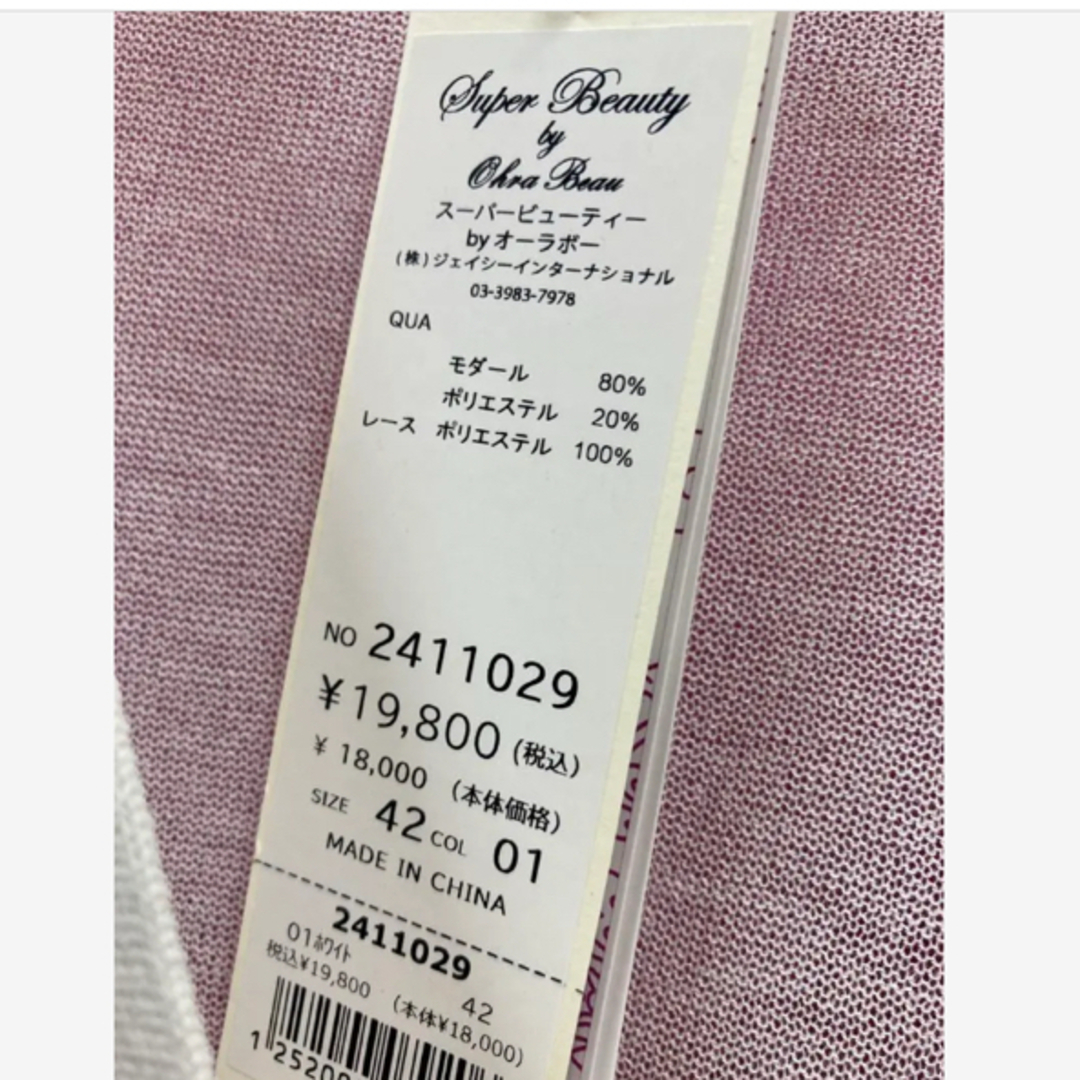 Super Beauty
by
Ohra Beau
スーパービューティー
by オーラボー
(株)ジェイシーインターナショナル
03-3983-7978
QUA
モダール 80%
ポリエステル 20%
レース ポリエステル 100%
NO 2411029
¥19,800 (税込)
¥ 18,000 (本体価格)
SIZE 42 COL 01
MADE IN CHINA
2411029
01ホワイト 42
税込¥19,800 (本体¥18,000)